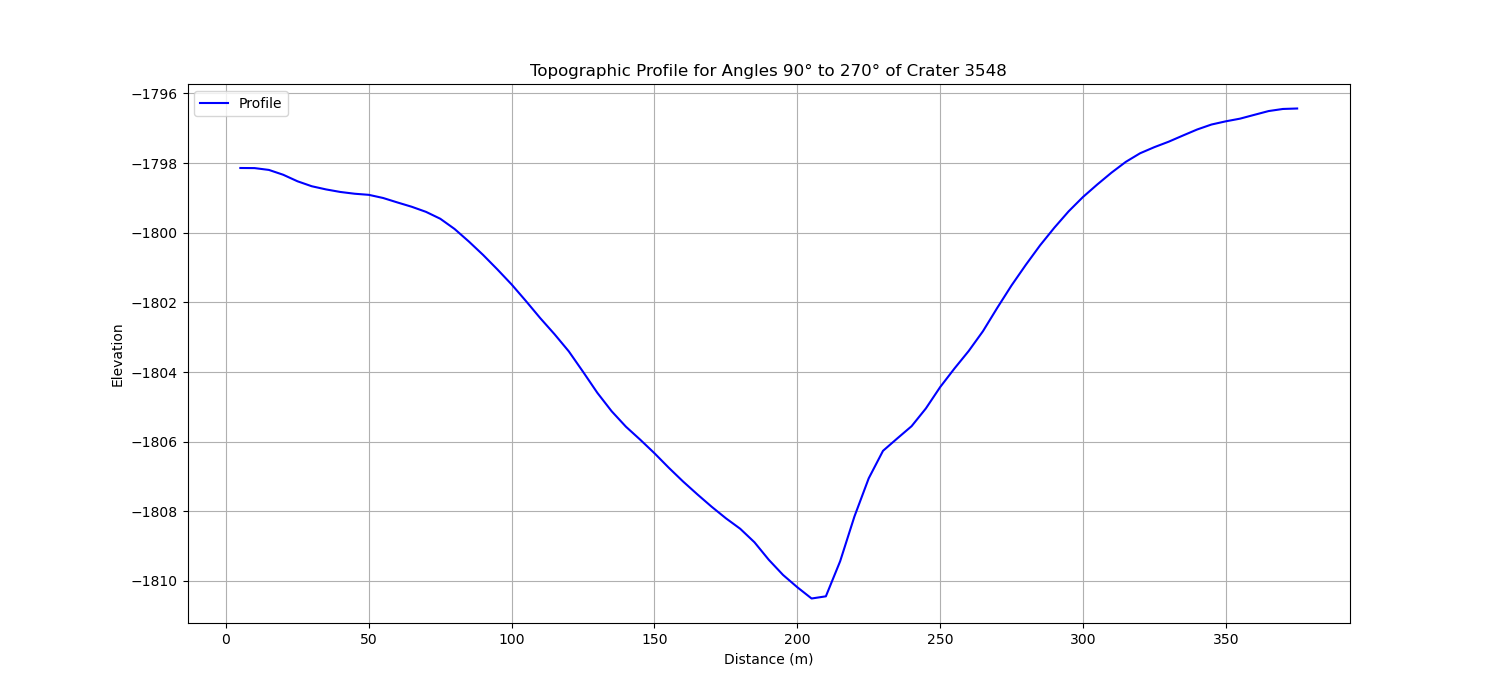 Topographic Profile for Angles 90° to 270° of Crater 3548
Profile
−1796
−1798
−1800
−1802
−1804
−1806
−1808
−1810
Elevation
0 50 100 150 200 250 300 350
Distance (m)